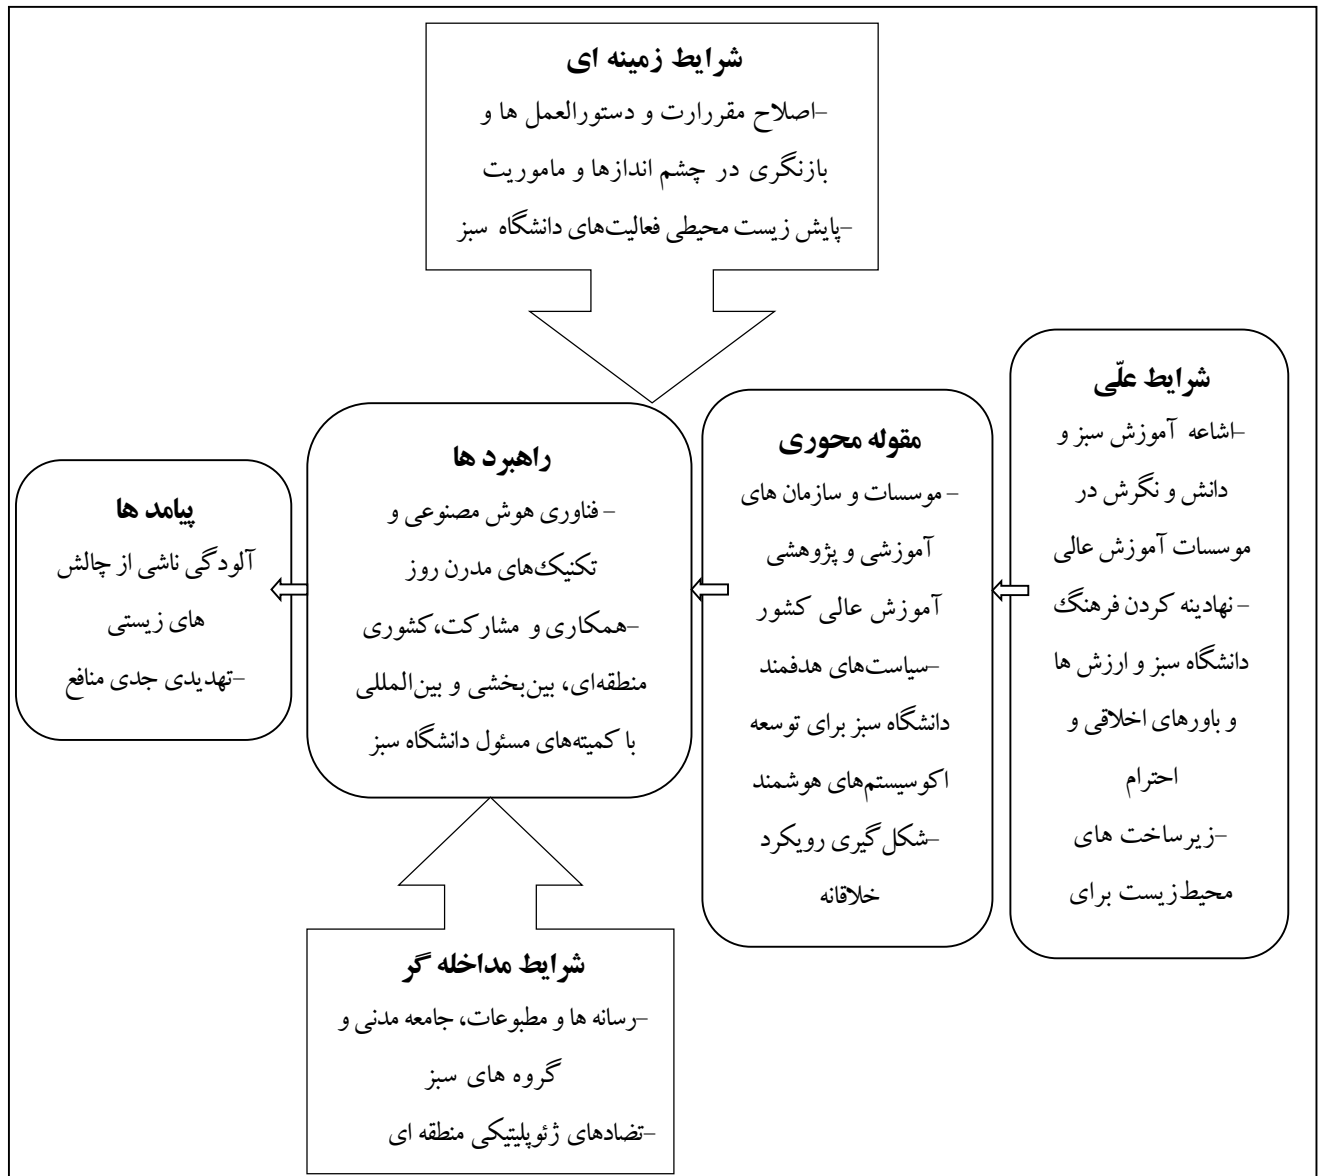 شرایط زمینه ای
-اصلاح مقررارت و دستورالعمل ها و
بازنگری در چشم اندازها و ماموریت
-پایش زیست محیطی فعالیت‌های دانشگاه سبز
شرایط علّی
-اشاعه آموزش سبز و
دانش و نگرش در
موسسات آموزش عالی
- نهادینه کردن فرهنگ
دانشگاه سبز و ارزش ها
و باورهای اخلاقی و
احترام
-زیرساخت های
محیط‌زیست برای
مقوله محوری
- موسسات و سازمان های
آموزشی و پژوهشی
آموزش عالی کشور
-سیاست‌های هدفمند
دانشگاه سبز برای توسعه
اکوسیستم‌های هوشمند
-شکل گیری رویکرد
خلاقانه
راهبرد ها
- فناوری هوش مصنوعی و
تکنیک‌های مدرن روز
-همکاری و مشارکت،کشوری
منطقه‌ای، بین‌بخشی و بین‌المللی
با کمیته‌های مسئول دانشگاه سبز
پیامد ها
آلودگی ناشی از چالش
های زیستی
-تهدیدی جدی منافع
شرایط مداخله گر
-رسانه ها و مطبوعات، جامعه مدنی و
گروه های سبز
-تضادهای ژئوپلیتیکی منطقه ای